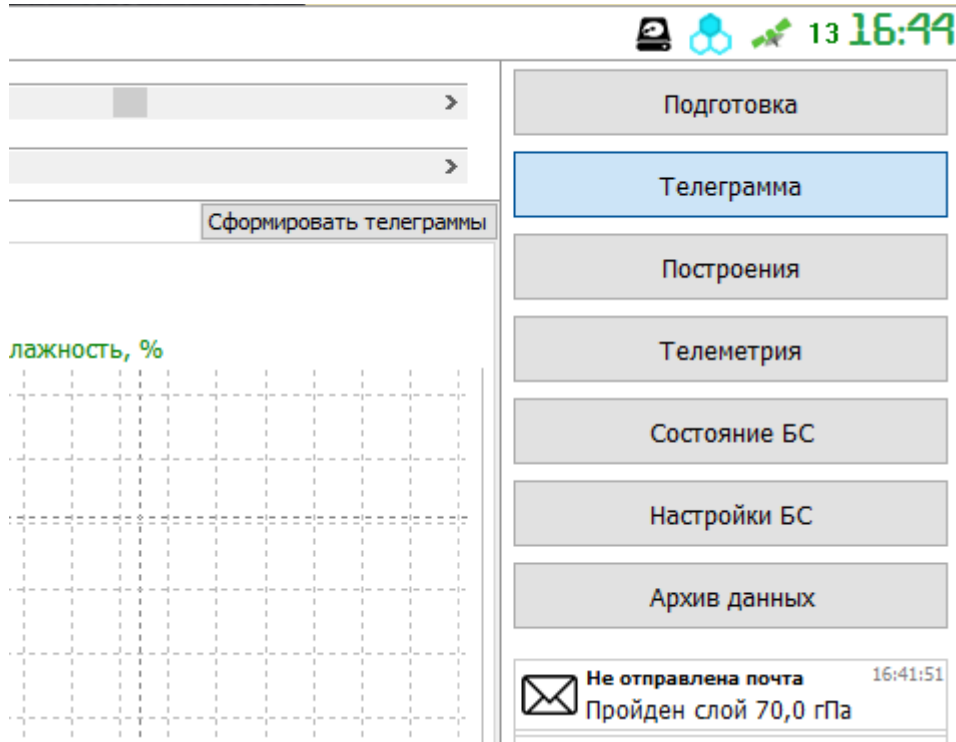 13 16:44
Подготовка
Телеграмма
Сформировать телеграммы
Построения
лажность, %
Телеметрия
Состояние БС
Настройки БС
Архив данных
Не отправлена почта 16:41:51
Пройден слой 70,0 гПа